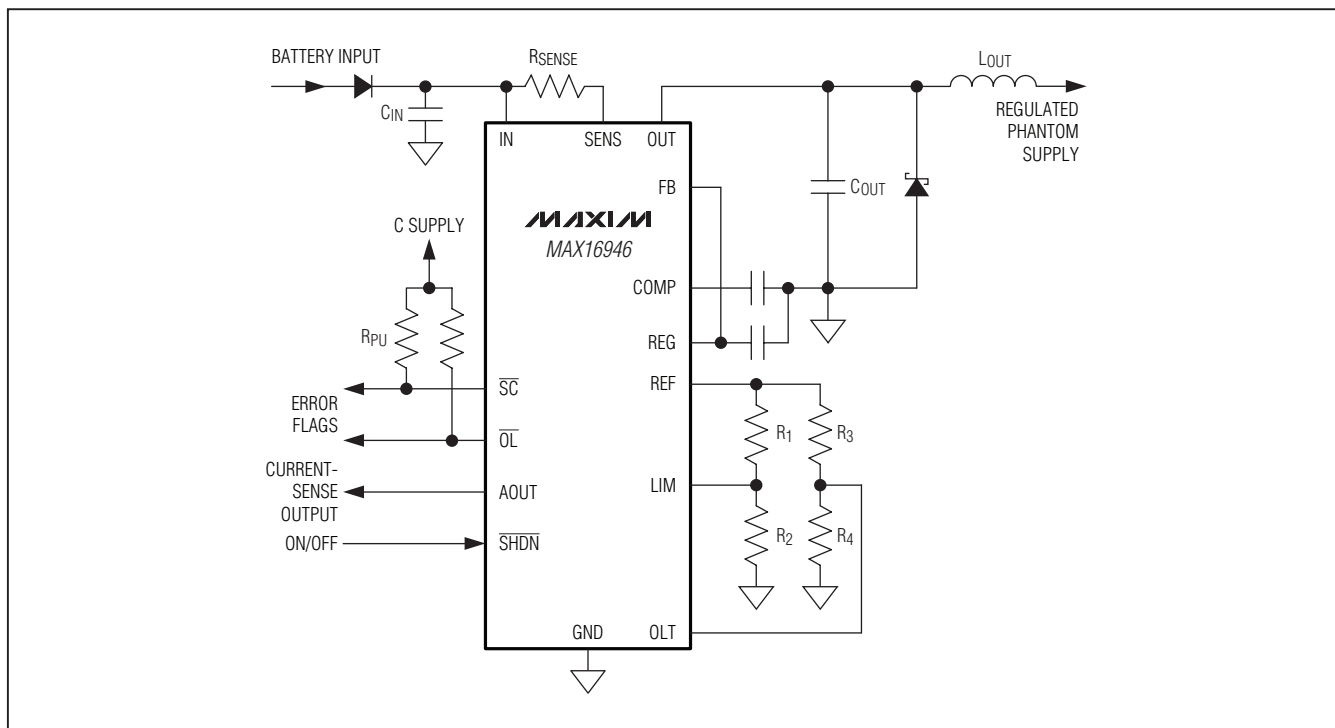 BATTERY INPUT
RSENSE
LOUT
CIN
REGULATED
PHANTOM
SUPPLY
IN
SENS
OUT
FB
COUT
MAXIM
MAX16946
C SUPPLY
COMP
RPU
REG
SC
REF
ERROR
FLAGS
R1
R3
OL
CURRENT-
SENSE
OUTPUT
AOUT
LIM
R2
R4
ON/OFF
SHDN
GND
OLT